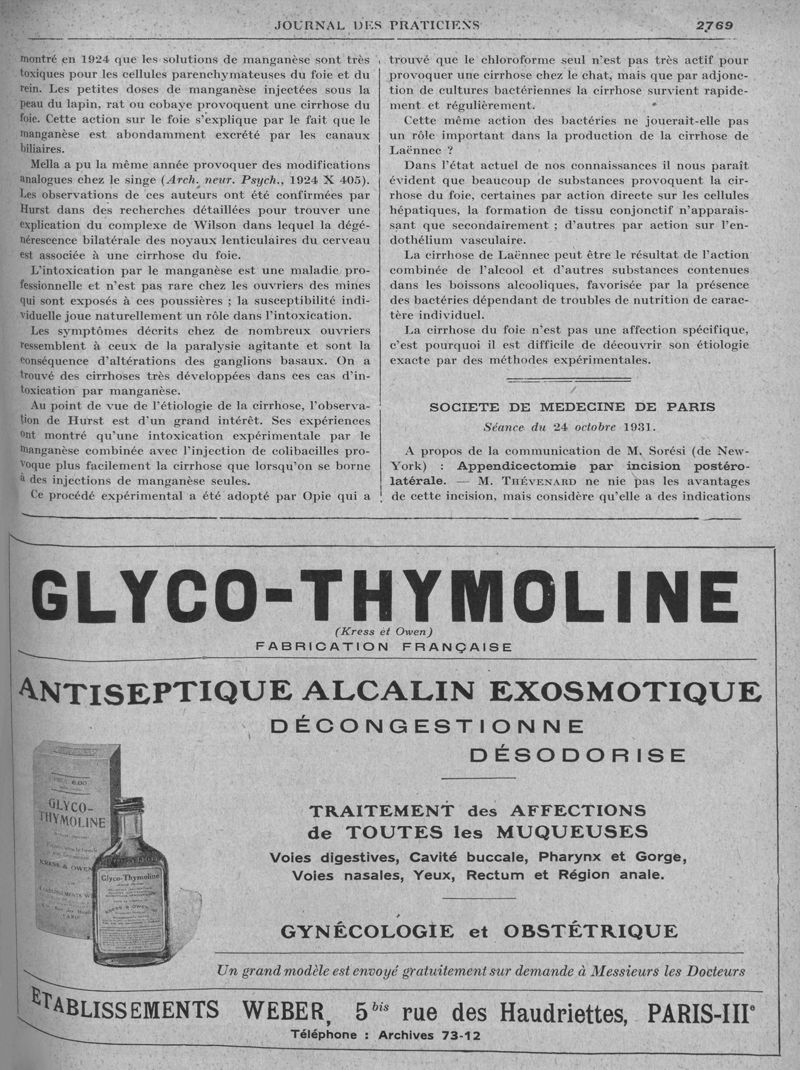 JOURNAL DES PRATICIENS
2769
montré en 1924 que les solutions de manganèse sont très
toxiques pour les cellules parenchymateuses du foie et du
rein. Les petites doses de manganèse injectées sous la
peau du lapin, rat ou cobaye provoquent une cirrhose du
foie. Cette action sur le foie s'explique par le fait que le
manganèse est abondamment excrété par les canaux
biliaires.
Mella a pu la même année provoquer des modifications
analogues chez le singe (Arch. neur. Psych., 1924 X 405).
Les observations de ces auteurs ont été confirmées par
Hurst dans des recherches détaillées pour trouver une
explication du complexe de Wilson dans lequel la dégé-
nérescence bilatérale des noyaux lenticulaires du cerveau
est associée à une cirrhose du foie.
L'intoxication par le manganèse est une maladie pro-
fessionnelle et n'est pas rare chez les ouvriers des mines
qui sont exposés à ces poussières ; la susceptibilité indi-
viduelle joue naturellement un rôle dans l'intoxication.
Les symptômes décrits chez de nombreux ouvriers
ressemblent à ceux de la paralysie agitante et sont la
conséquence d'altérations des ganglions basaux. On a
trouvé des cirrhoses très développées dans ces cas d'in-
toxication par manganèse.
Au point de vue de l'étiologie de la cirrhose, l'observa-
tion de Hurst est d'un grand intérêt. Ses expériences
ont montré qu'une intoxication expérimentale par le
manganèse combinée avec l'injection de colibacilles pro-
voque plus facilement la cirrhose que lorsqu'on se borne
à des injections de manganèse seules.
Ce procédé expérimental a été adopté par Opie qui a
trouvé que le chloroforme seul n'est pas très actif pour
provoquer une cirrhose chez le chat, mais que par adjonc-
tion de cultures bactériennes la cirrhose survient rapide-
ment et régulièrement.
Cette même action des bactéries ne jouerait-elle pas
un rôle important dans la production de la cirrhose de
Laënnec ?
Dans l'état actuel de nos connaissances il nous paraît
évident que beaucoup de substances provoquent la cir-
rhose du foie, certaines par action directe sur les cellules
hépatiques, la formation de tissu conjonctif n'apparais-
sant que secondairement ; d'autres par action sur l'en-
dothélium vasculaire.
La cirrhose de Laënnec peut être le résultat de l'action
combinée de l'alcool et d'autres substances contenues
dans les boissons alcooliques, favorisée par la présence
des bactéries dépendant de troubles de nutrition de carac-
tère individuel.
La cirrhose du foie n'est pas une affection spécifique,
c'est pourquoi il est difficile de découvrir son étiologie
exacte par des méthodes expérimentales.
SOCIETE DE MEDECINE DE PARIS
Séance du 24 octobre 1931.
A propos de la communication de M. Sorési (de New-
York) : Appendicectomie par incision postéro-
latérale. — M. THÉVENARD ne nie pas les avantages
de cette incision, mais considère qu'elle a des indications
GLYCO-THYMOLINE
(Kress et Owen)
FABRICATION FRANÇAISE
ANTISEPTIQUE ALCALIN EXOSMOTIQUE
DÉCONGESTIONNE
DÉSODORISE
6.00
GLYCO-
THYMOLINE
KRESS & OWEN
Glyco-Thymoline
TRAITEMENT des AFFECTIONS
de TOUTES les MUQUEUSES
Voies digestives, Cavité buccale, Pharynx et Gorge,
Voies nasales, Yeux, Rectum et Région anale.
GYNÉCOLOGIE et OBSTÉTRIQUE
Un grand modèle est envoyé gratuitement sur demande à Messieurs les Docteurs
ETABLISSEMENTS WEBER, 5 bis rue des Haudriettes, PARIS-IIIe
Téléphone : Archives 73-12